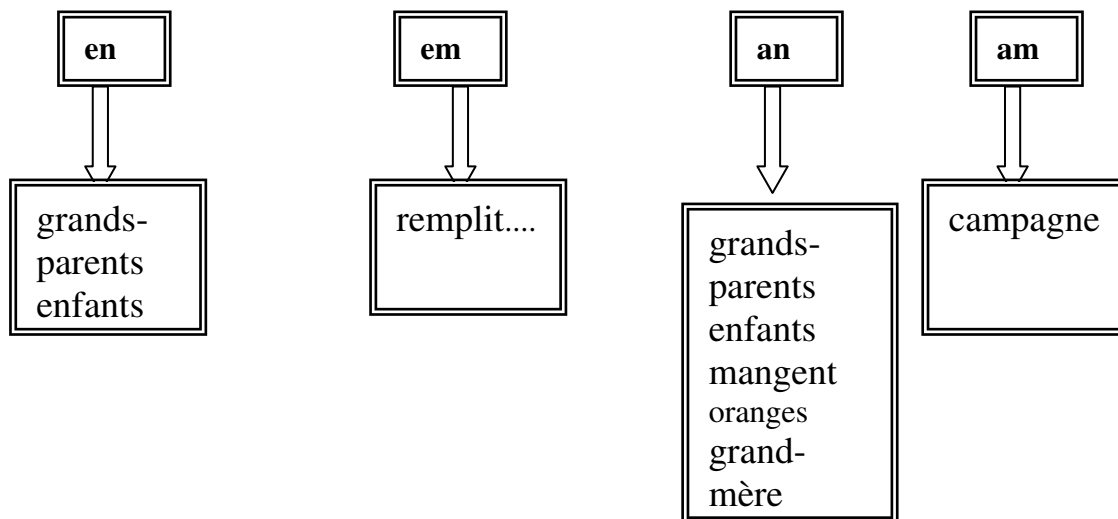 en
em
an
am
grands-
parents
enfants
remplit....
grands-
parents
enfants
mangent
oranges
grand-
mère
campagne